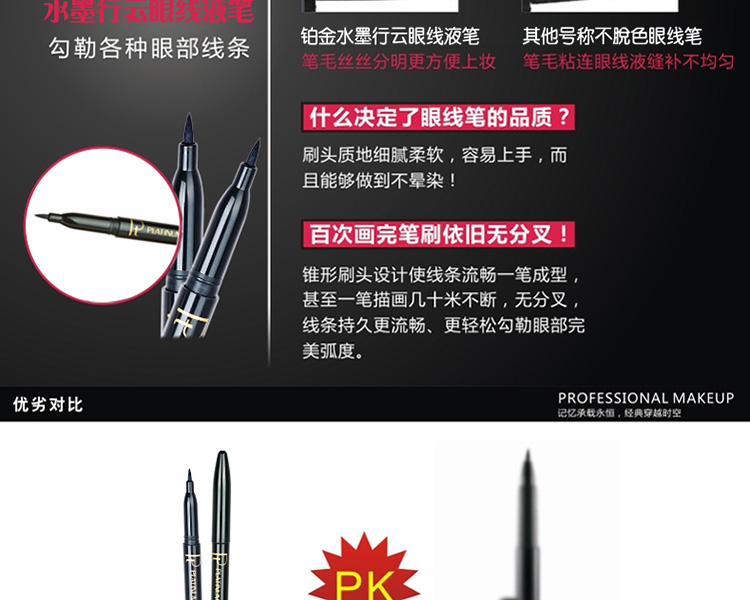 水墨行云眼线液笔
勾勒各种眼部线条
铂金水墨行云眼线液笔
笔毛丝丝分明更方便上妆
其他号称不脫色眼线笔
笔毛粘连眼线液缝补不均匀
什么决定了眼线笔的品质？
刷头质地细腻柔软，容易上手，而
且能够做到不晕染！
百次画完笔刷依旧无分叉！
锥形刷头设计使线条流畅一笔成型，
甚至一笔描画几十米不断，无分叉，
线条持久更流畅、更轻松勾勒眼部完
美弧度。
PLATINUM
优劣对比
PROFESSIONAL MAKEUP
记忆承载永恒，经典穿越时空
PLATINUM
PLATINUM
PK